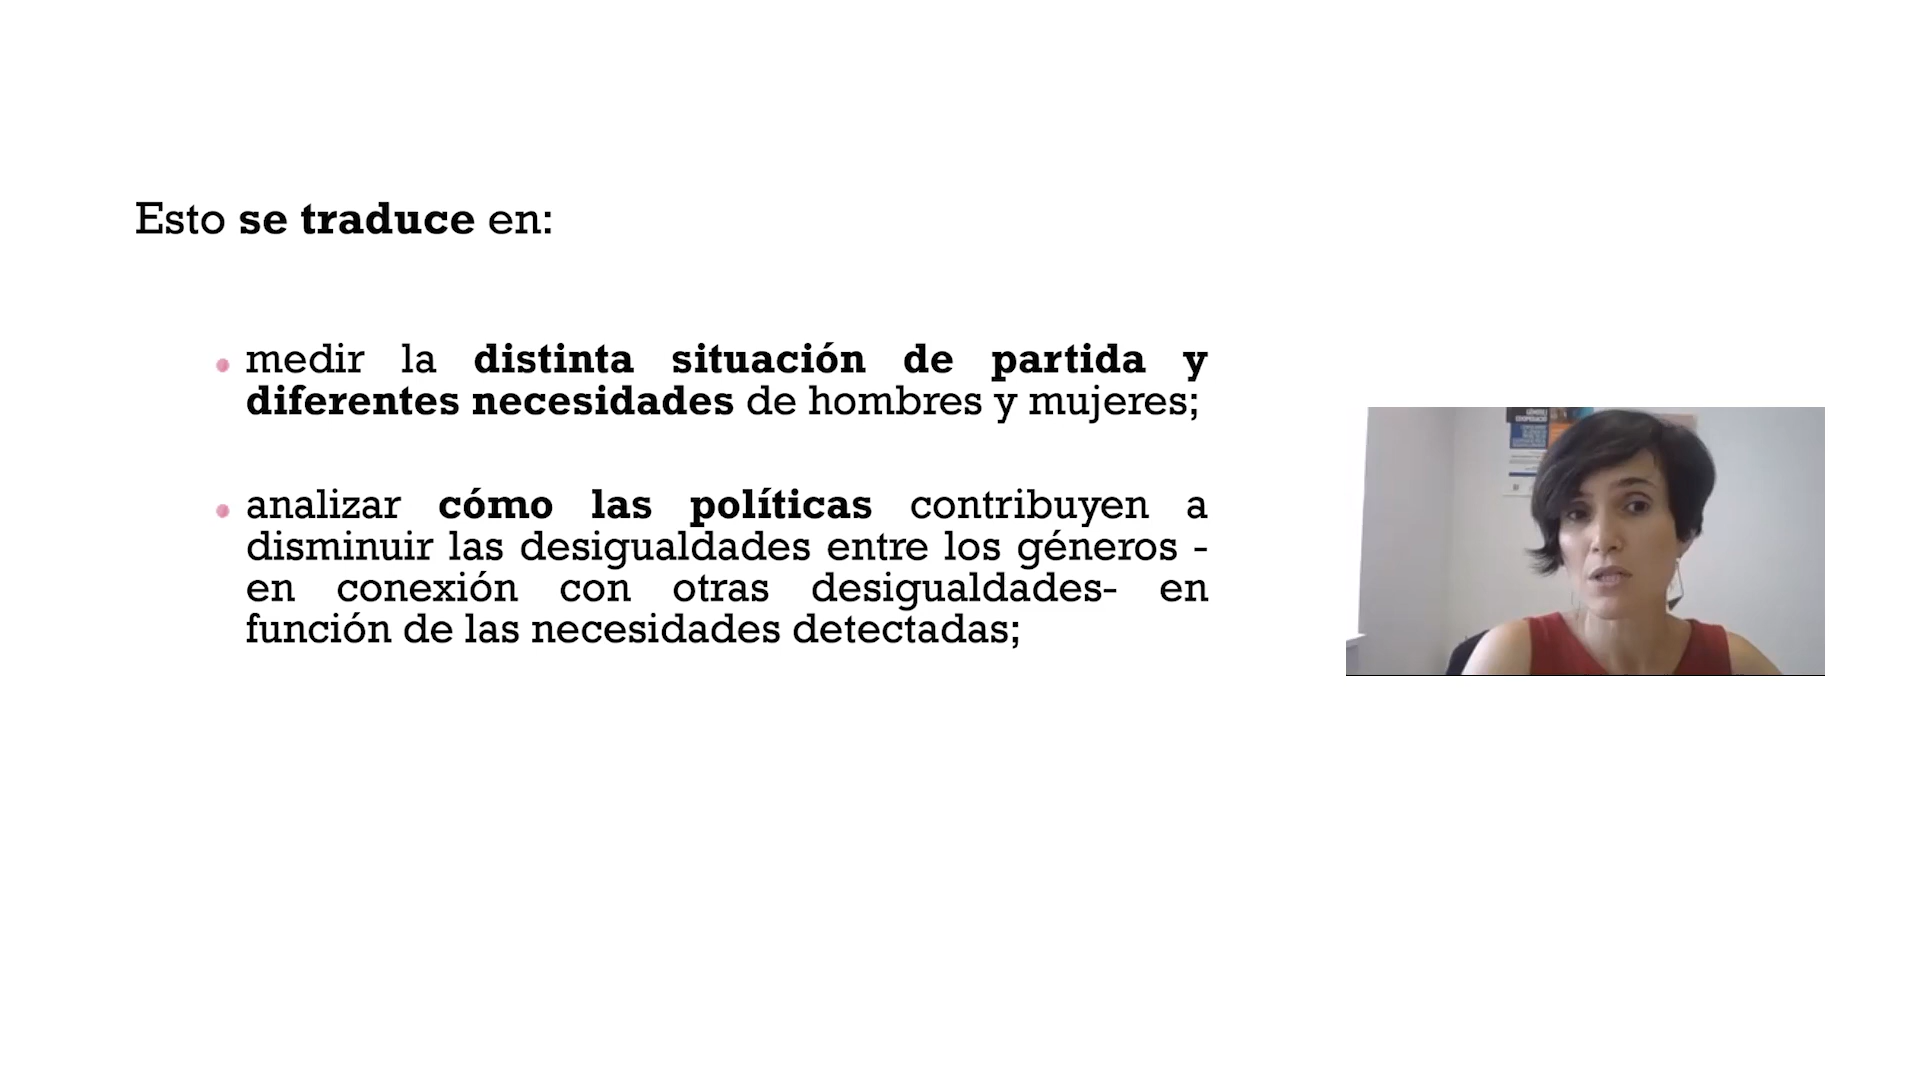 Esto se traduce en:
medir la distinta situación de partida y
diferentes necesidades de hombres y mujeres;
analizar cómo las políticas contribuyen a
disminuir las desigualdades entre los géneros -
en conexión con otras desigualdades- en
función de las necesidades detectadas;